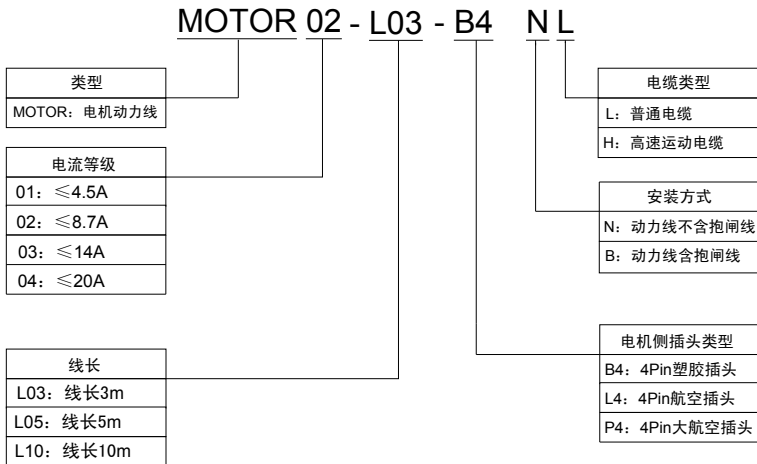 MOTOR 02 - L03 - B4 N L
类型
MOTOR：电机动力线
电流等级
01：≤4.5A
02：≤8.7A
03：≤14A
04：≤20A
线长
L03：线长3m
L05：线长5m
L10：线长10m
电缆类型
L：普通电缆
H：高速运动电缆
安装方式
N：动力线不含抱闸线
B：动力线含抱闸线
电机侧插头类型
B4：4Pin塑胶插头
L4：4Pin航空插头
P4：4Pin大航空插头